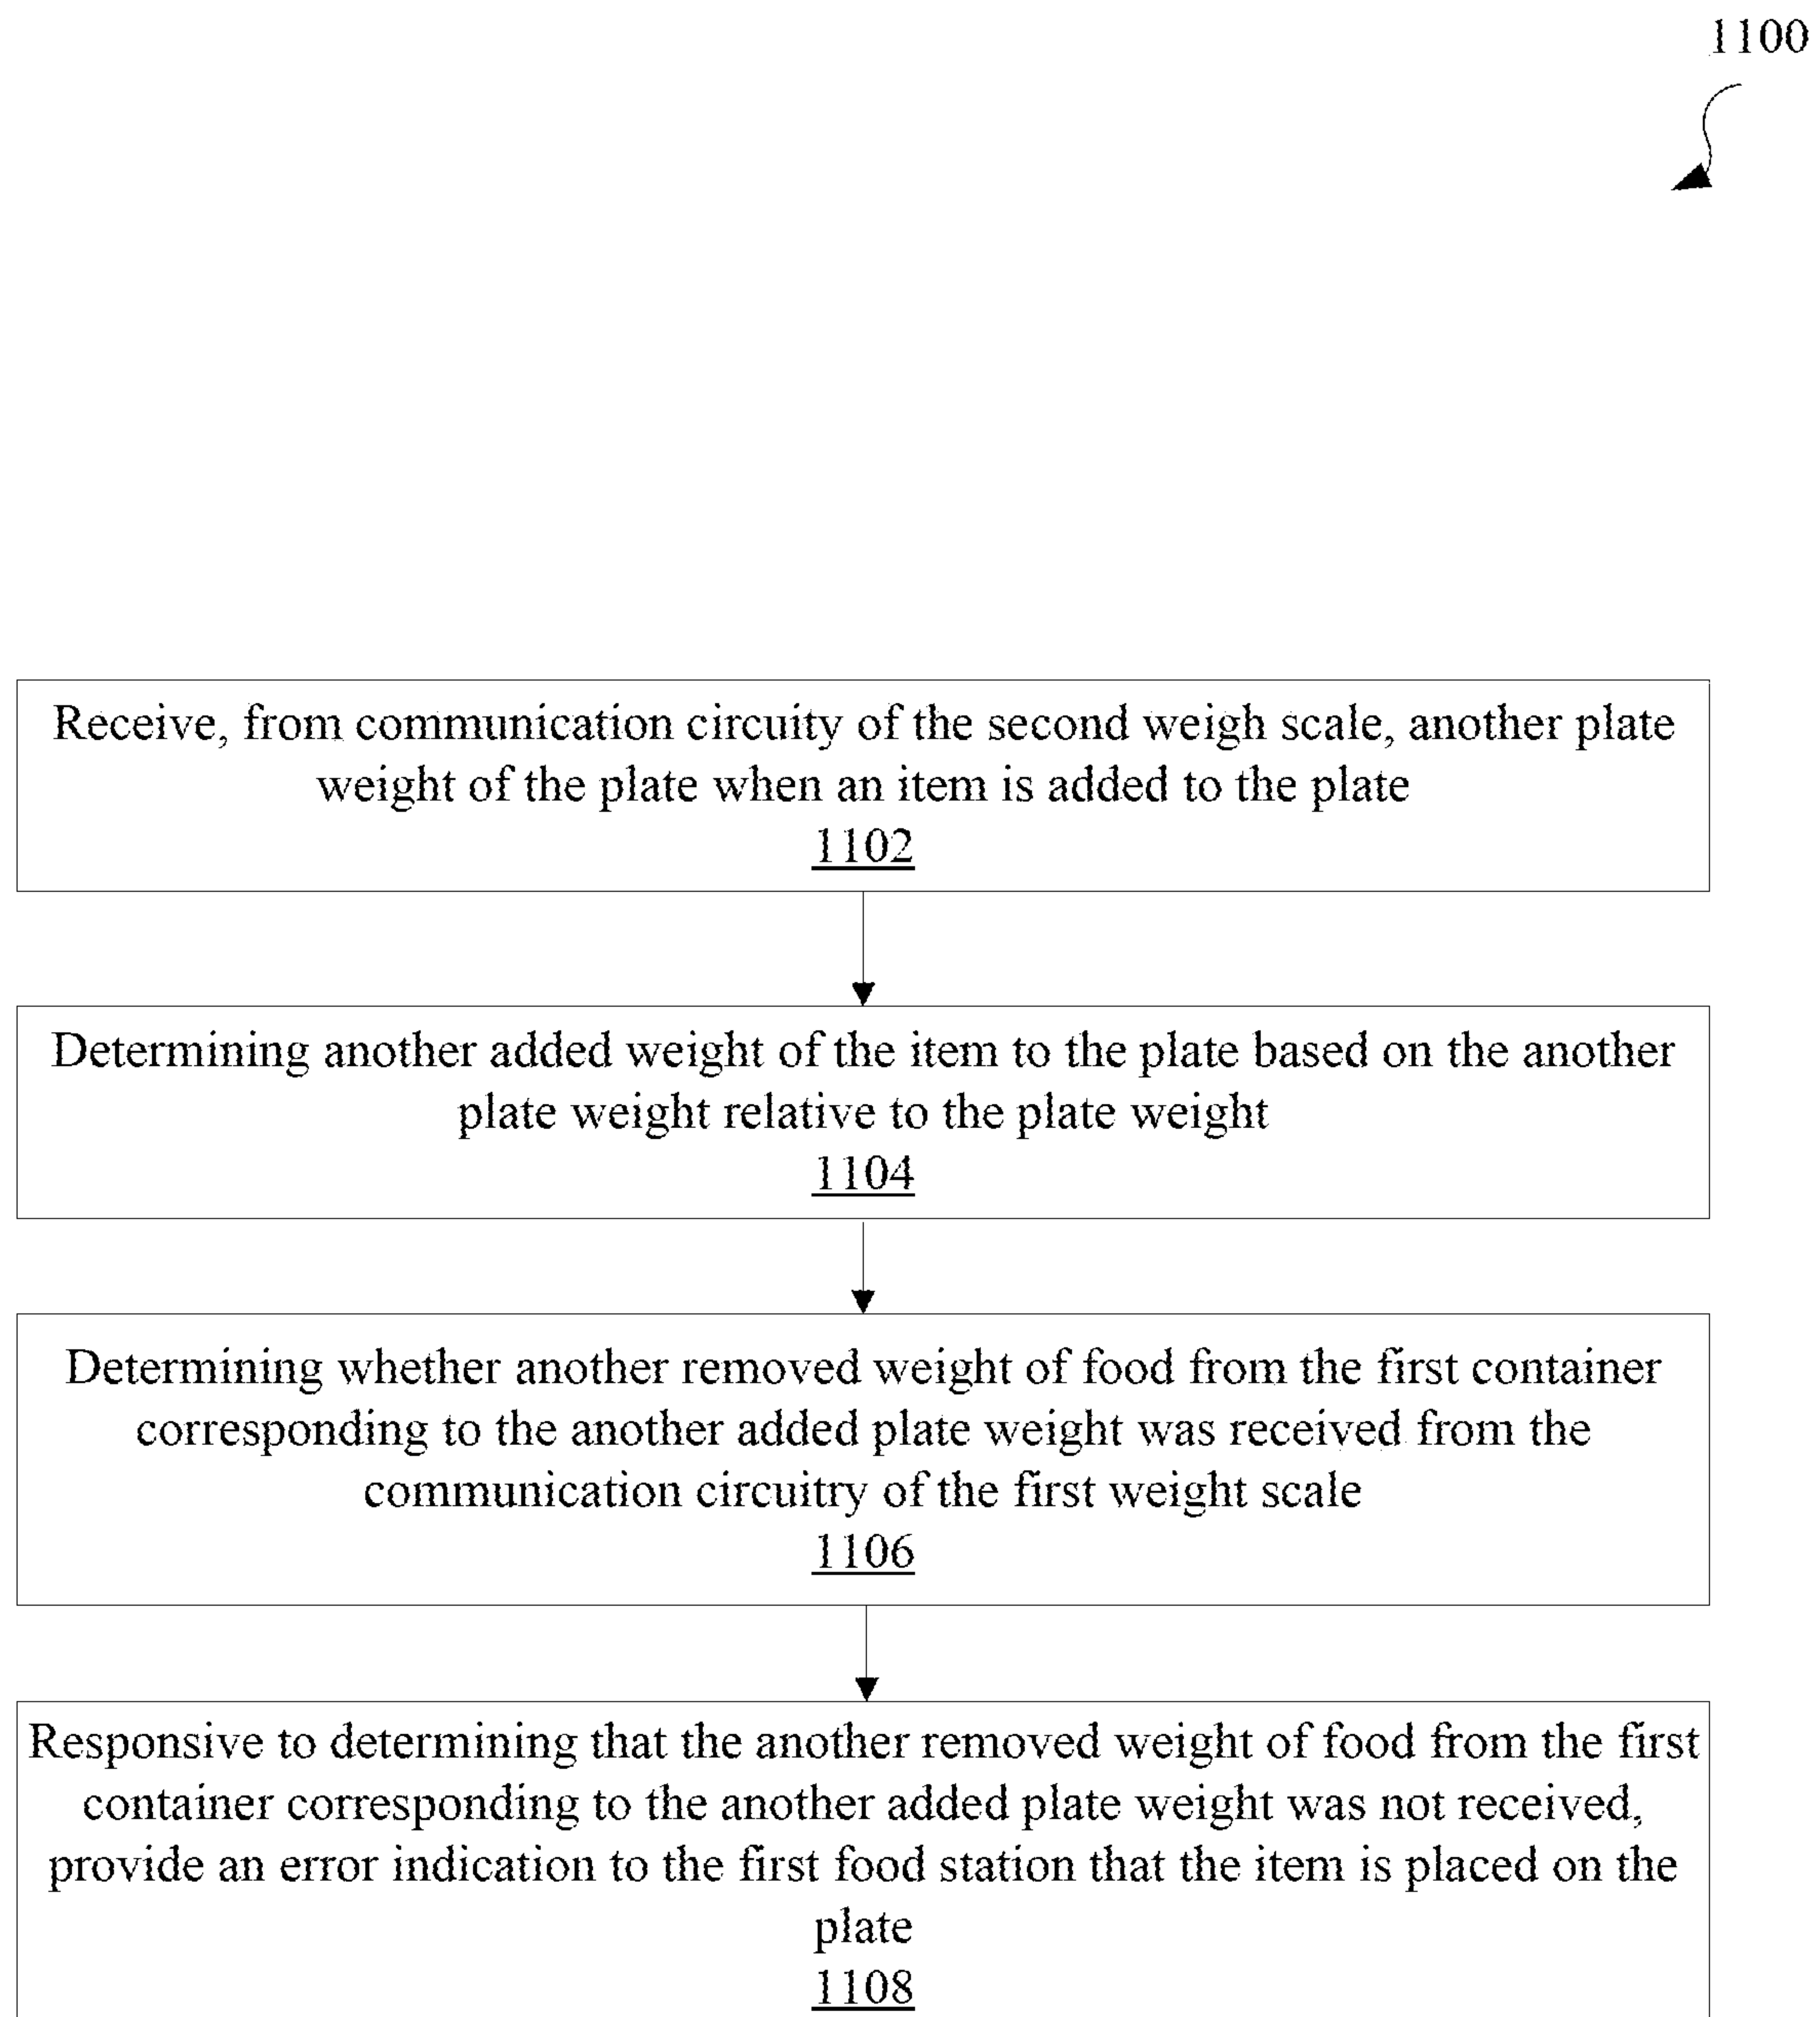 1100
Receive, from communication circuity of the second weigh scale, another plate
weight of the plate when an item is added to the plate
1102
Determining another added weight of the item to the plate based on the another
plate weight relative to the plate weight
1104
Determining whether another removed weight of food from the first container
corresponding to the another added plate weight was received from the
communication circuitry of the first weight scale
1106
Responsive to determining that the another removed weight of food from the first
container corresponding to the another added plate weight was not received,
provide an error indication to the first food station that the item is placed on the
plate
1108